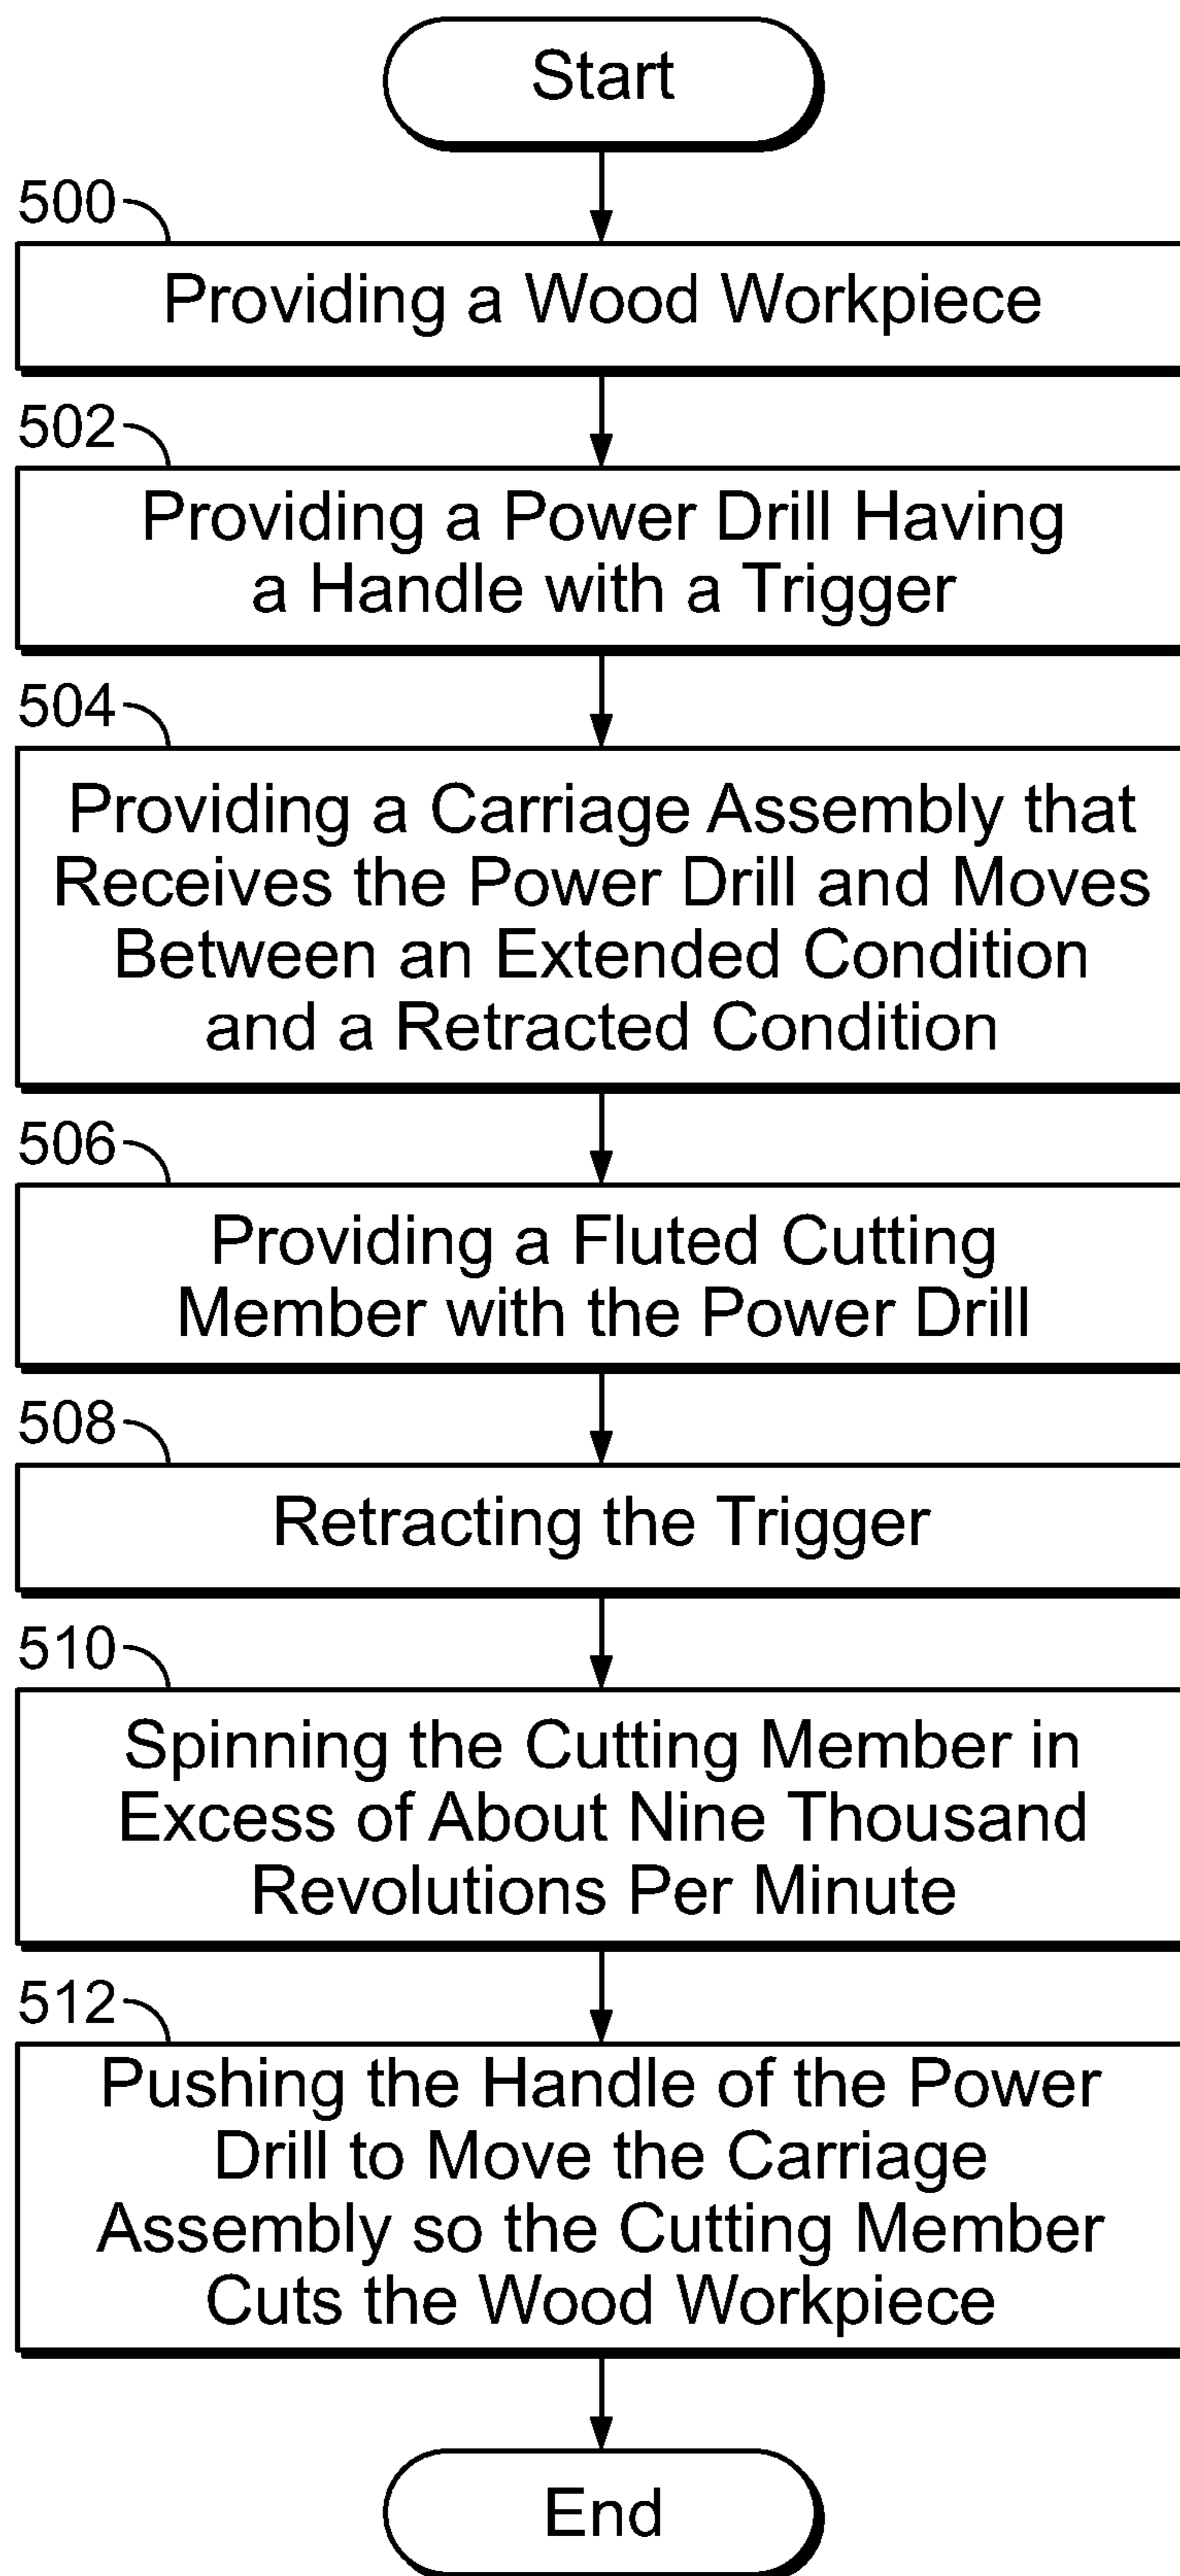 Start
500
Providing a Wood Workpiece
502
Providing a Power Drill Having
a Handle with a Trigger
504
Providing a Carriage Assembly that
Receives the Power Drill and Moves
Between an Extended Condition
and a Retracted Condition
506
Providing a Fluted Cutting
Member with the Power Drill
508
Retracting the Trigger
510
Spinning the Cutting Member in
Excess of About Nine Thousand
Revolutions Per Minute
512
Pushing the Handle of the Power
Drill to Move the Carriage
Assembly so the Cutting Member
Cuts the Wood Workpiece
End